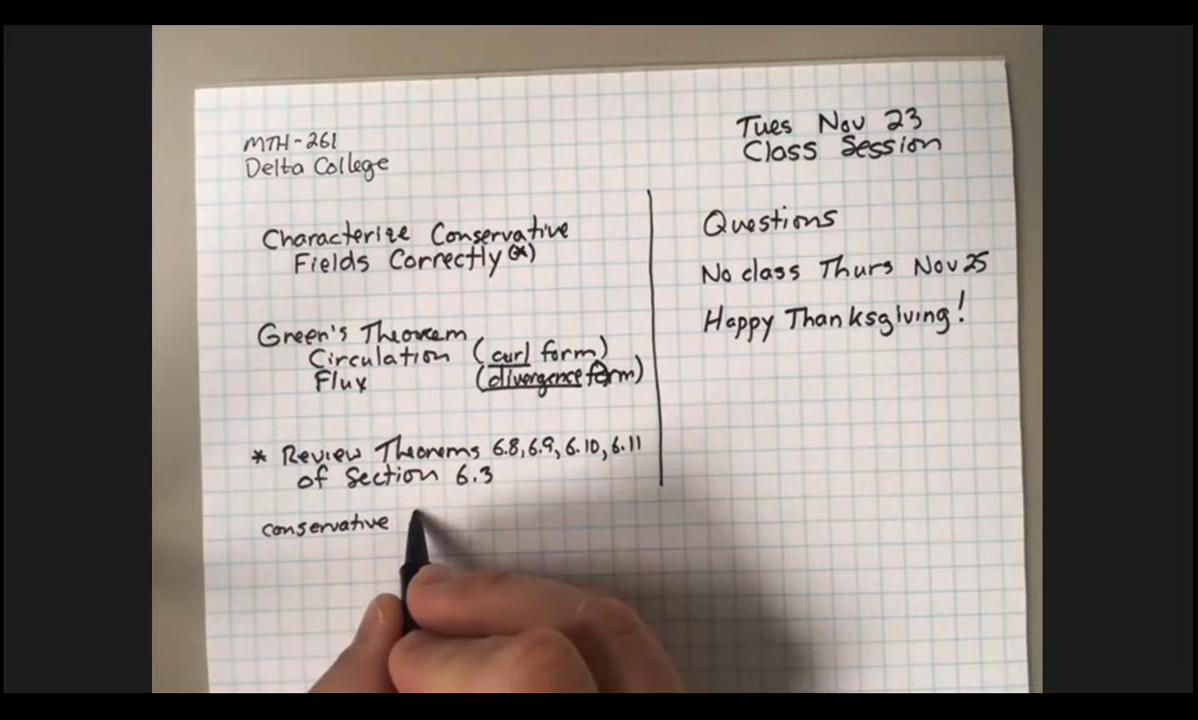 MTH-261
Delta College
Tues Nov 23
Class Session
Characterize Conservative
Fields Correctly (*)
Green's Theorem
Circulation (curl form)
Flux (divergence form)
* Review Theorems 6.8, 6.9, 6.10, 6.11
of Section 6.3
conservative
Questions
No class Thurs Nov 25
Happy Thanksgiving!